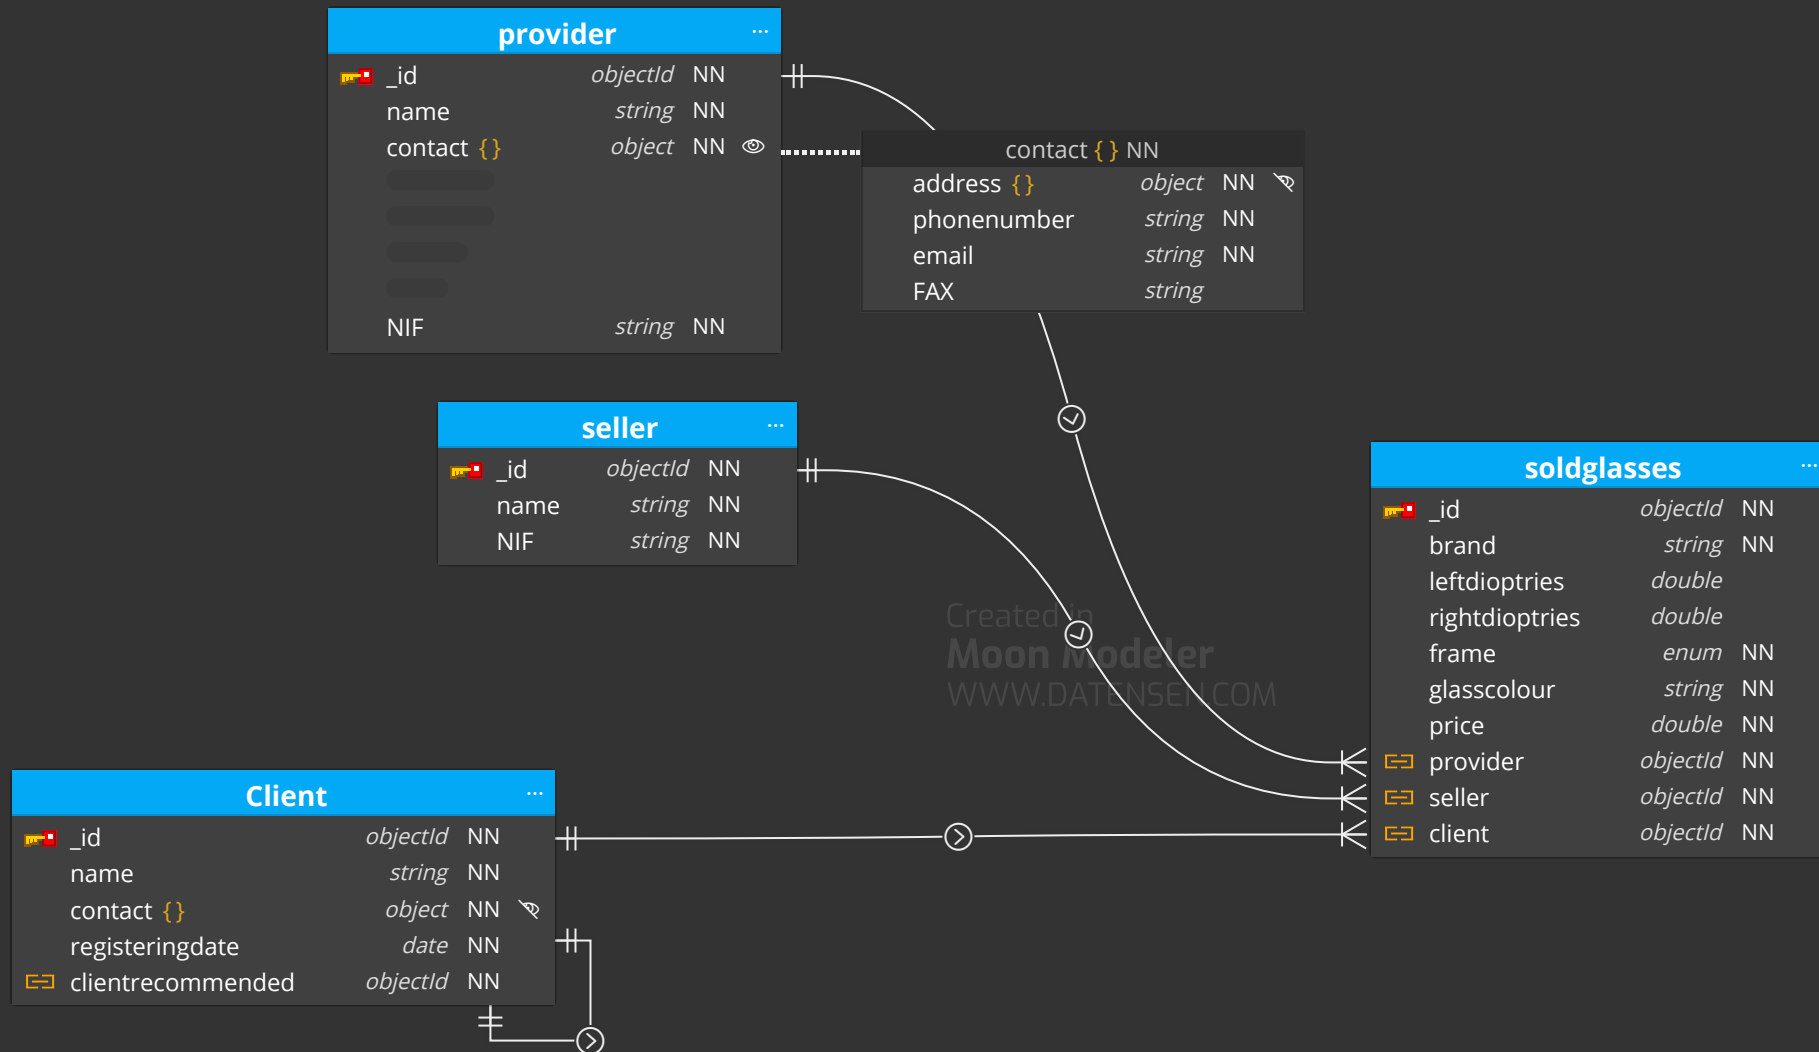 provider ...
_id objectId NN
name string NN
contact {} object NN
NIF string NN
contact {} NN
address {} object NN
phonenumber string NN
email string NN
FAX string
seller ...
_id objectId NN
name string NN
NIF string NN
soldglasses ...
_id objectId NN
brand string NN
leftdioptries double
rightdioptries double
frame enum NN
glasscolour string NN
price double NN
provider objectId NN
seller objectId NN
client objectId NN
Created in
Moon Modeler
WWW.DATENSEN.COM
Client ...
_id objectId NN
name string NN
contact {} object NN
registeringdate date NN
clientrecommended objectId NN